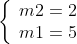 m2 = 2
m1 = 5